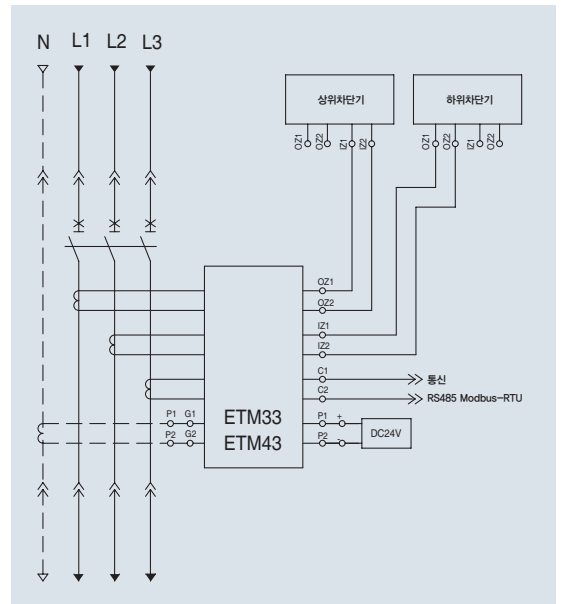 N L1 L2 L3
상위차단기 하위차단기
OZ1 OZ2 IZ1 IZ2 OZ1 OZ2 IZ1 OZ2
OZ1
OZ2
IZ1
IZ2
C1 통신
C2 RS485 Modbus-RTU
P1 G1 ETM33 P1 + DC24V
P2 G2 ETM43 P2 -